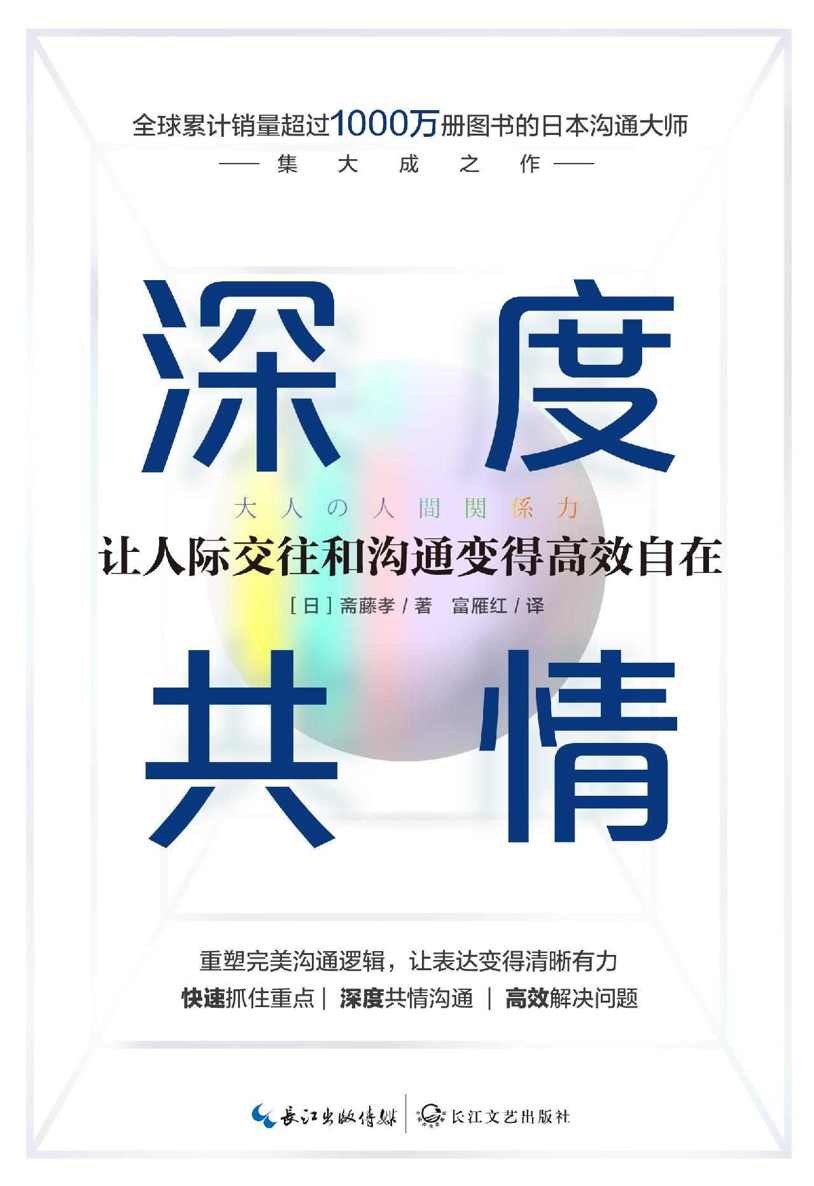 全球累计销量超过1000万册图书的日本沟通大师
集大成之作
深度
大人の人間関係力
让人际交往和沟通变得高效自在
[日]斋藤孝/著 富雁红/译
共情
重塑完美沟通逻辑，让表达变得清晰有力
快速抓住重点| 深度共情沟通 | 高效解决问题
长江出版传媒 长江文艺出版社